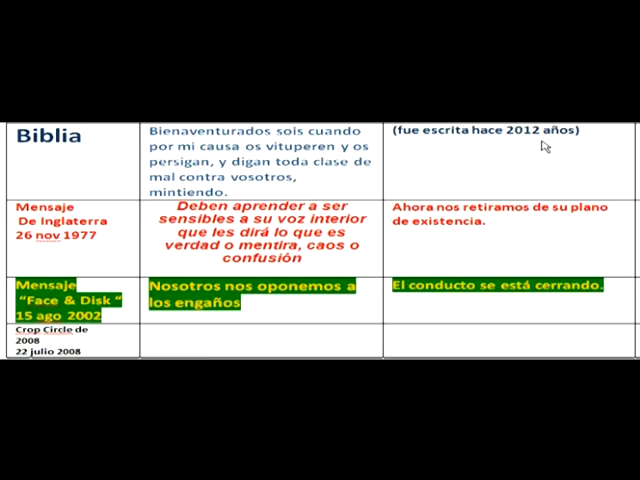 Biblia
Bienaventurados sois cuando
por mi causa os vituperen y os
persigan, y digan toda clase de
mal contra vosotros,
mintiendo.
(fue escrita hace 2012 años)
Mensaje
De Inglaterra
26 nov 1977
Deben aprender a ser
sensibles a su voz interior
que les dirá lo que es
verdad o mentira, caos o
confusión
Ahora nos retiramos de su plano
de existencia.
Mensaje
“Face & Disk “
15 ago 2002
Nosotros nos oponemos a
los engaños
El conducto se está cerrando.
Crop Circle de
2008
22 julio 2008